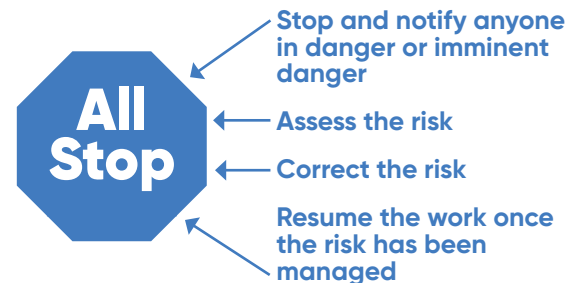 All
Stop
Stop and notify anyone
in danger or imminent
danger
Assess the risk
Correct the risk
Resume the work once
the risk has been
managed